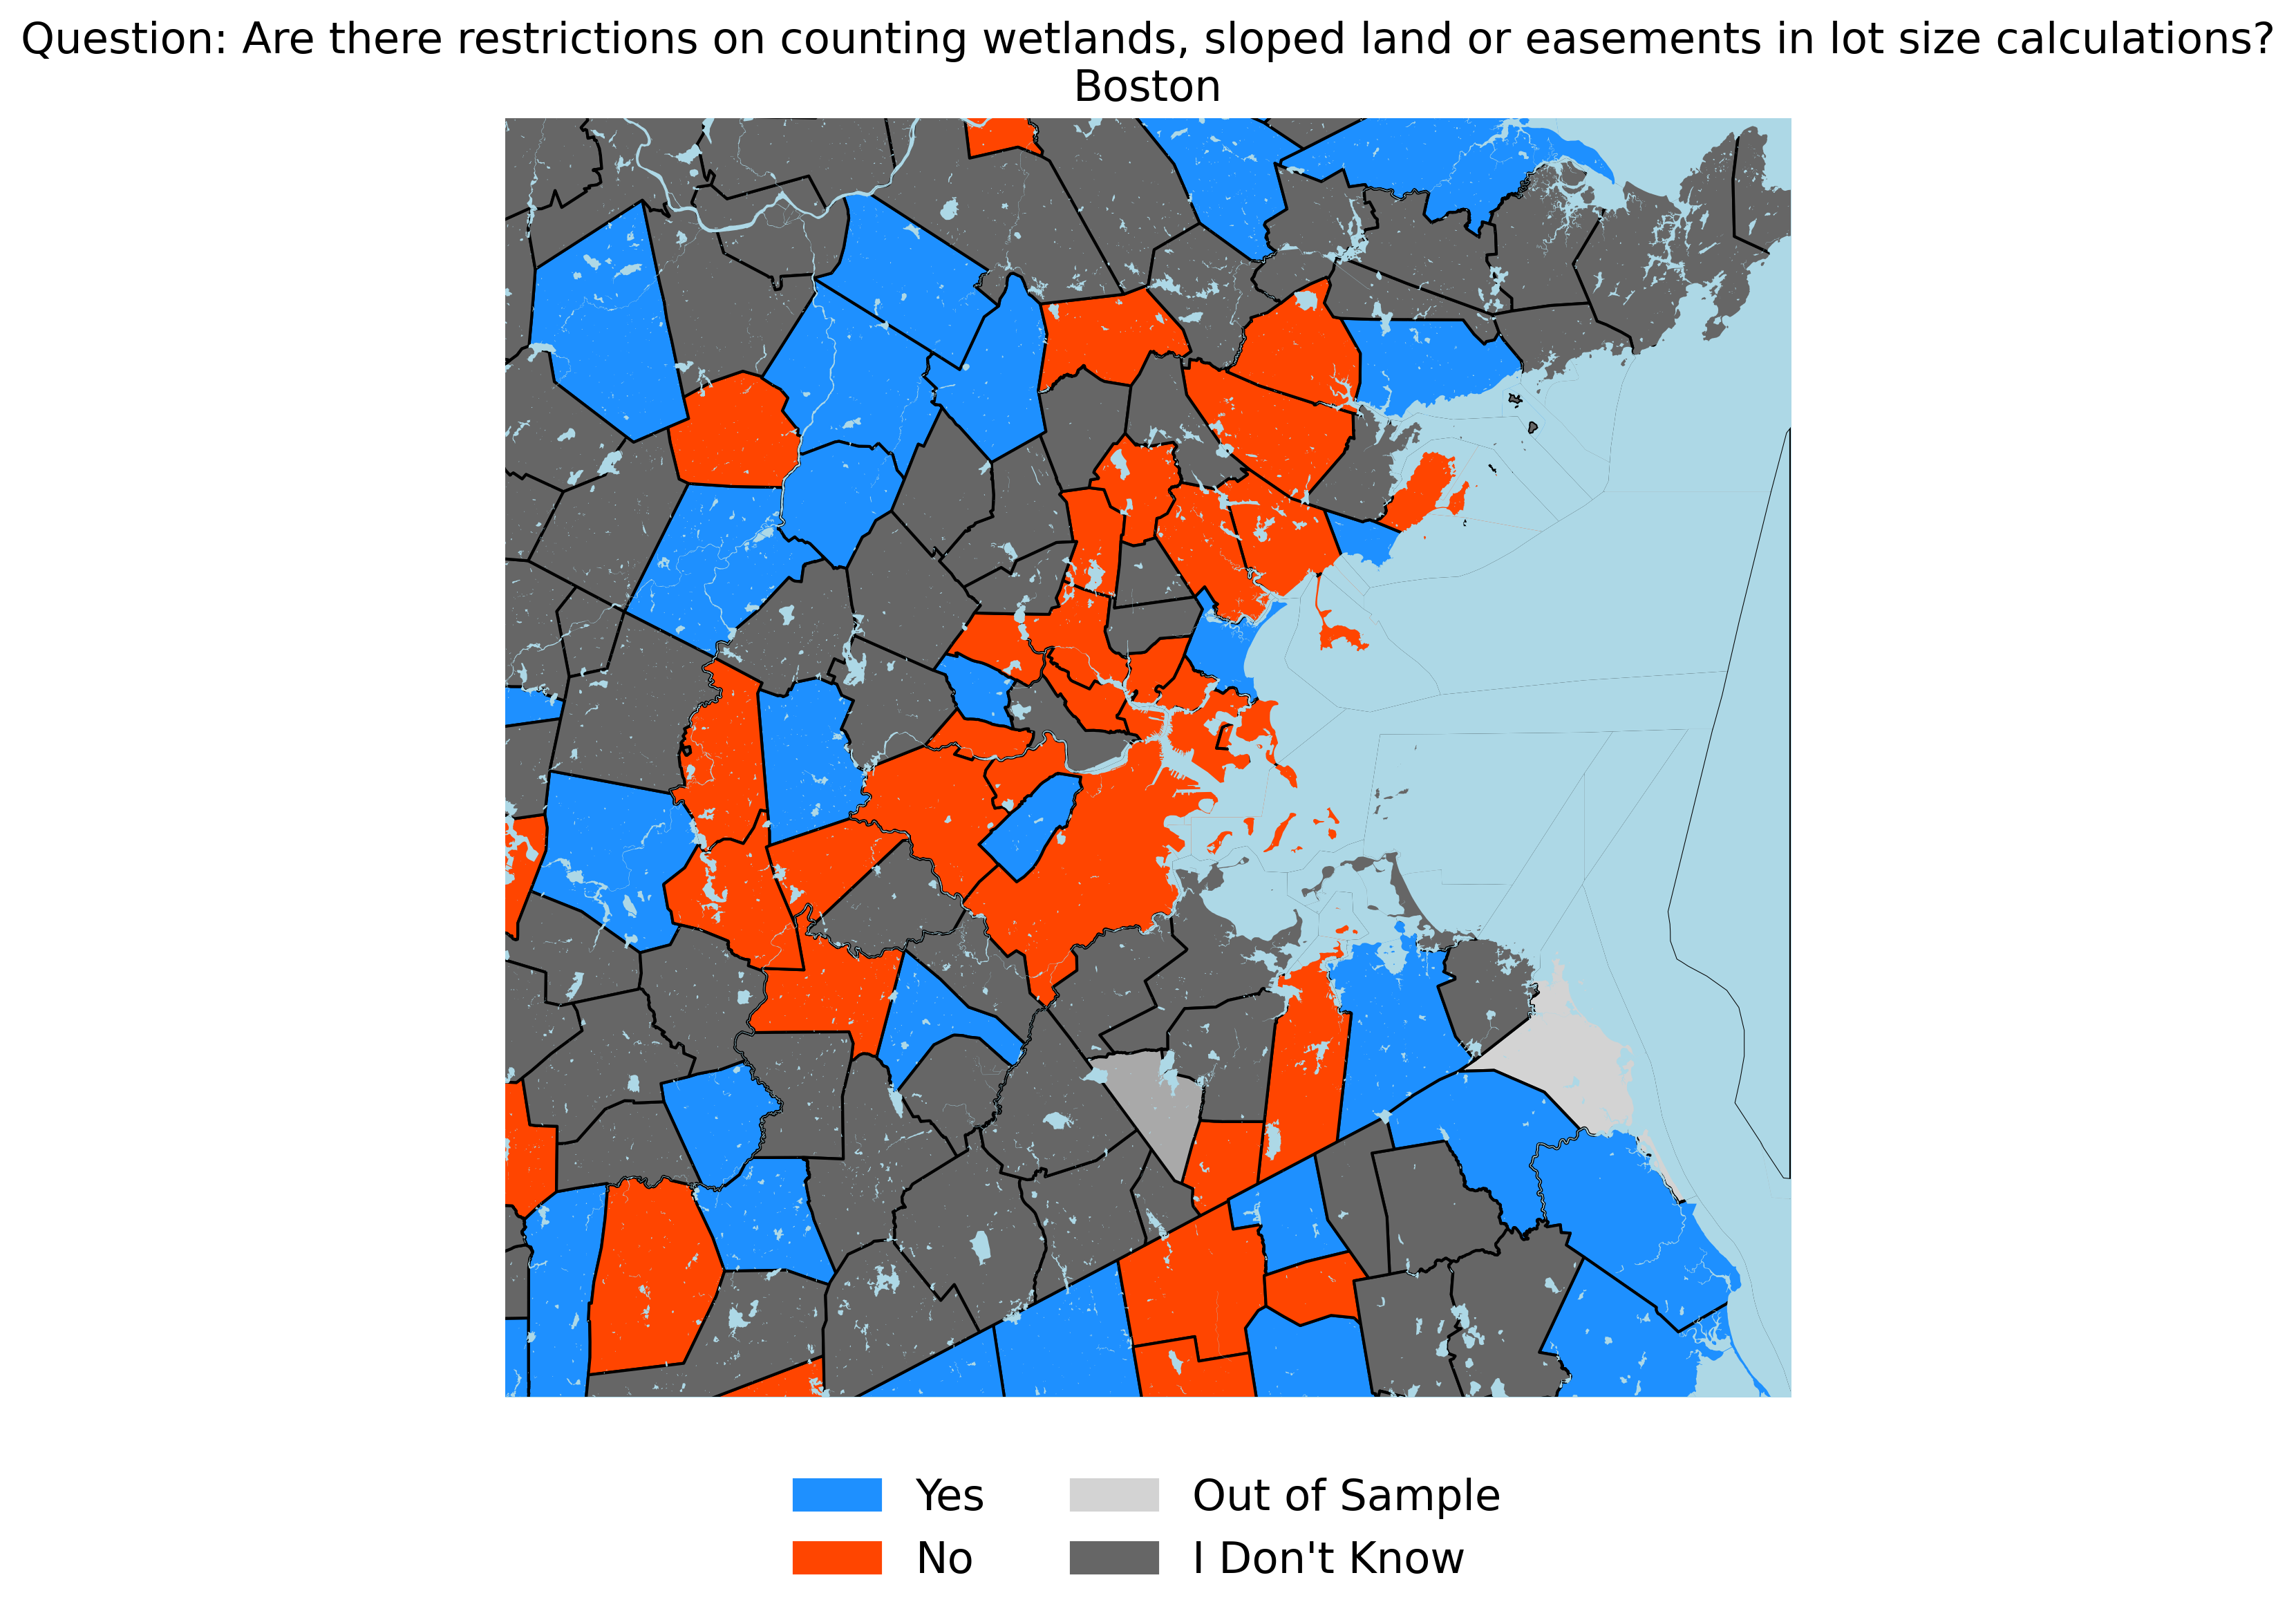 Question: Are there restrictions on counting wetlands, sloped land or easements in lot size calculations?
Boston
Yes
No
Out of Sample
I Don't Know